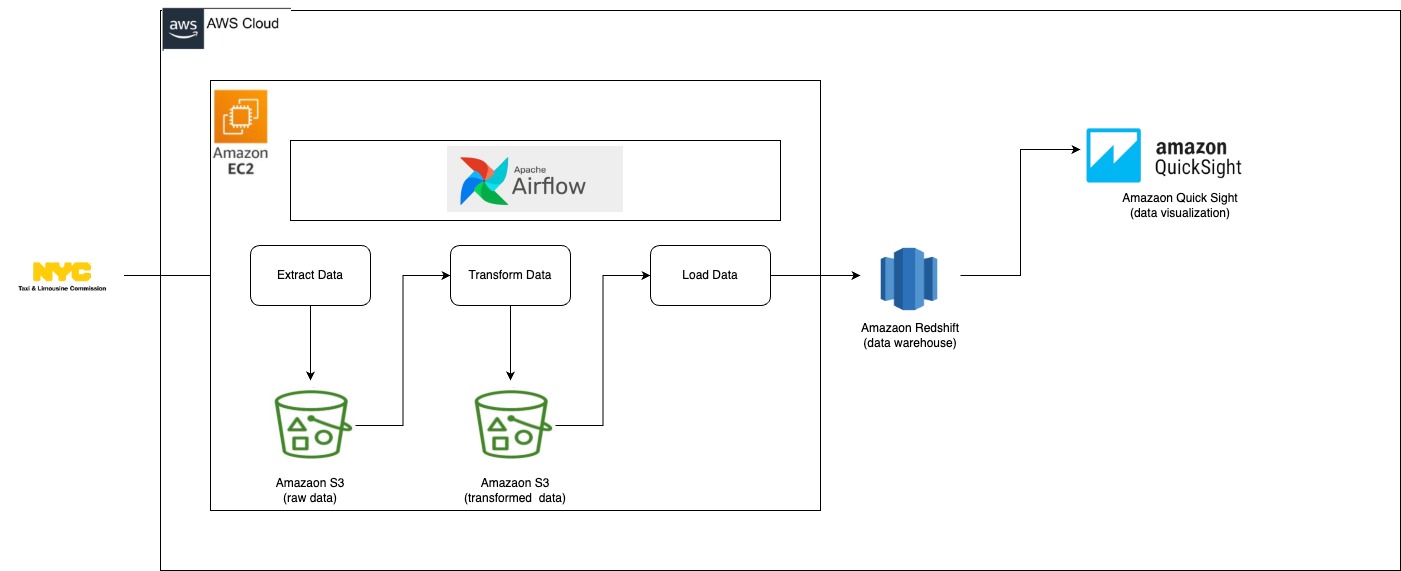 aws
AWS Cloud
Amazon
EC2
Apache
Airflow
amazon
QuickSight
Amazaon Quick Sight
(data visualization)
NYC
Taxi & Limousine Commission
Extract Data
Transform Data
Load Data
Amazaon Redshift
(data warehouse)
Amazaon S3
(raw data)
Amazaon S3
(transformed  data)